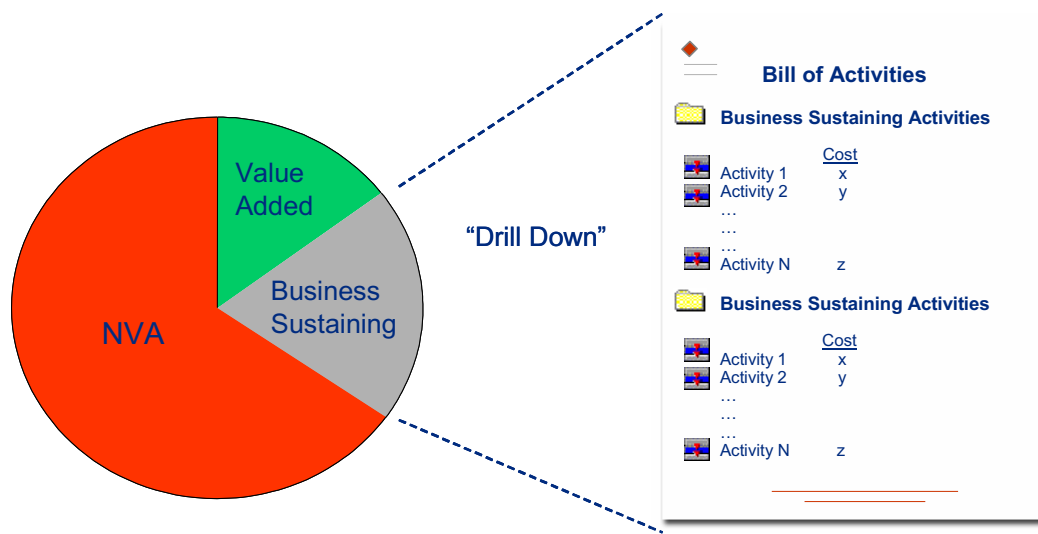 Value
Added
Business
Sustaining
NVA
“Drill Down”
Bill of Activities
Business Sustaining Activities
Cost
Activity 1 x
Activity 2 y
…
…
…
Activity N z
Business Sustaining Activities
Cost
Activity 1 x
Activity 2 y
…
…
…
Activity N z